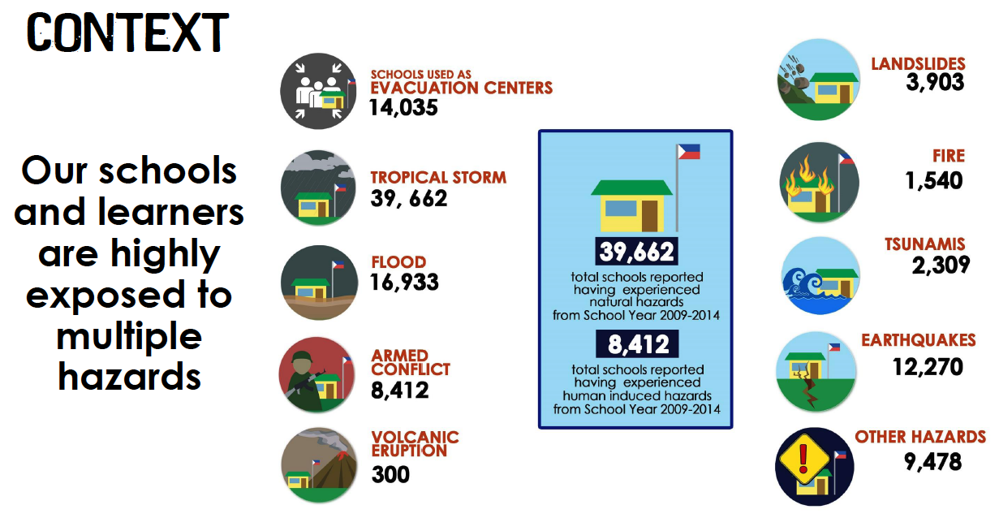 CONTEXT
Our schools
and learners
are highly
exposed to
multiple
hazards
SCHOOLS USED AS
EVACUATION CENTERS
14,035
TROPICAL STORM
39, 662
FLOOD
16,933
ARMED
CONFLICT
8,412
VOLCANIC
ERUPTION
300
39,662
total schools reported
having experienced
natural hazards
from School Year 2009-2014
8,412
total schools reported
having experienced
human induced hazards
from School Year 2009-2014
LANDSLIDES
3,903
FIRE
1,540
TSUNAMIS
2,309
EARTHQUAKES
12,270
!
OTHER HAZARDS
9,478